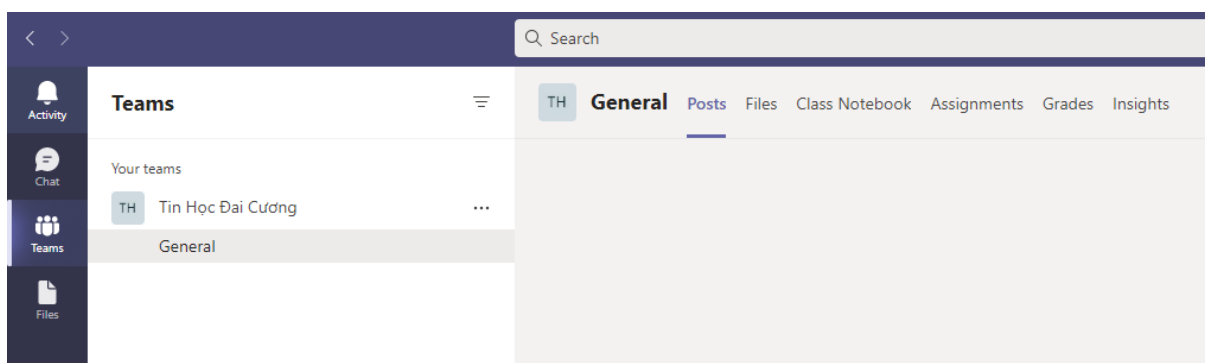 Search
Activity
Chat
Teams
Files
Teams
Your teams
TH Tin Học Đai Cương
General
TH General Posts Files Class Notebook Assignments Grades Insights